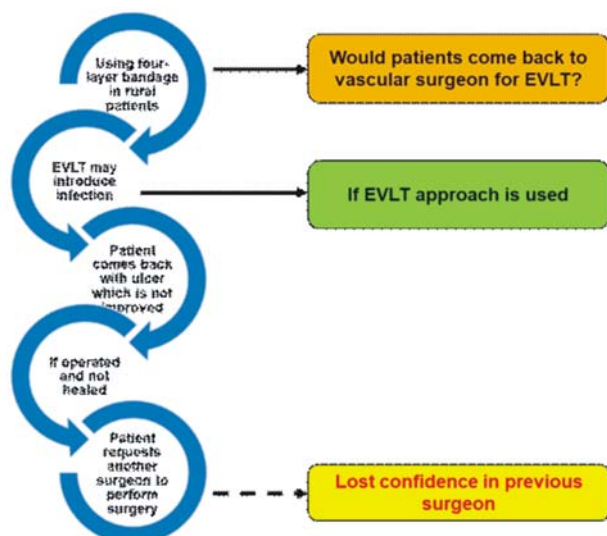 Using four-
layer bandage
in rural
patients
Would patients come back to
vascular surgeon for EVLT?
EVLT may
introduce
infection
If EVLT approach is used
Patient
comes back
with ulcer
which is not
improved
If operated
and not
healed
Patient
requests
another
surgeon to
perform
surgery
Lost confidence in previous
surgeon